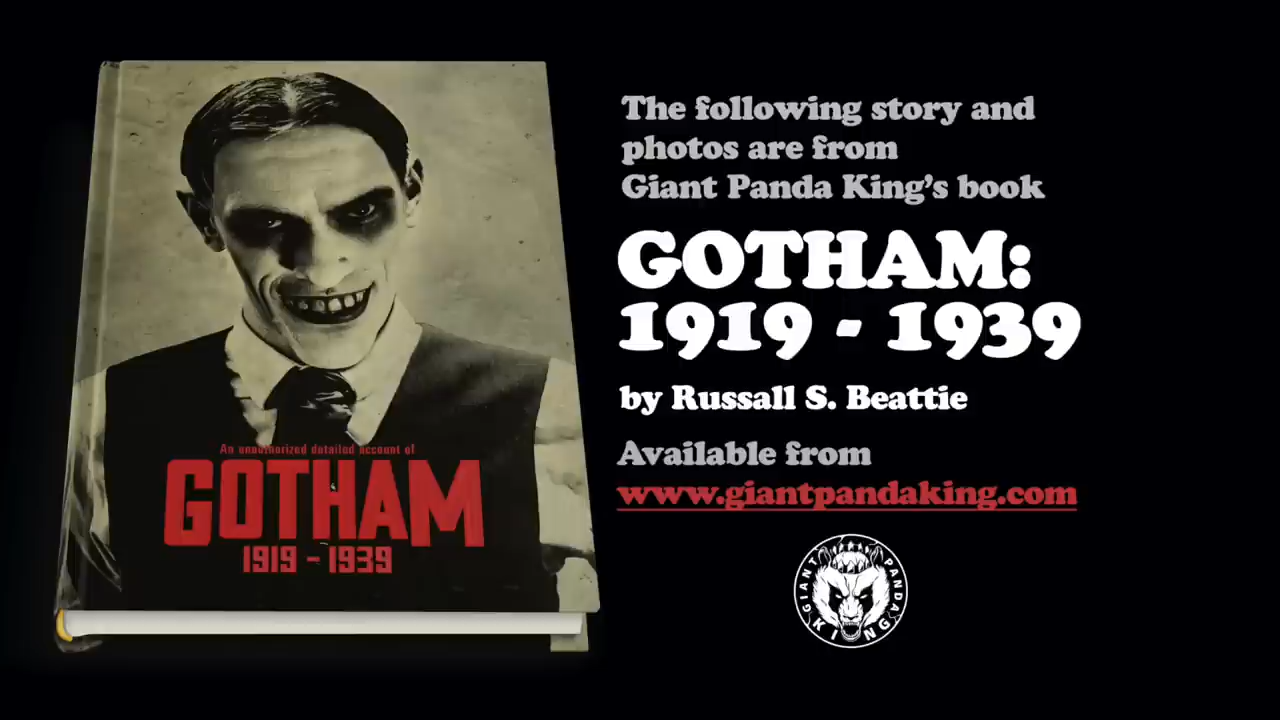 An unauthorized detailed account of
GOTHAM
1919 - 1939
The following story and
photos are from
Giant Panda King's book
GOTHAM:
1919 - 1939
by Russall S. Beattie
Available from
www.giantpandaking.com
GIANT PANDA KING